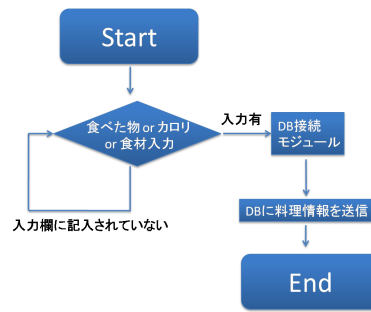 Start
食べた物 or カロリ
or 食材入力
入力有
DB接続
モジュール
入力欄に記入されていない
DBに料理情報を送信
End